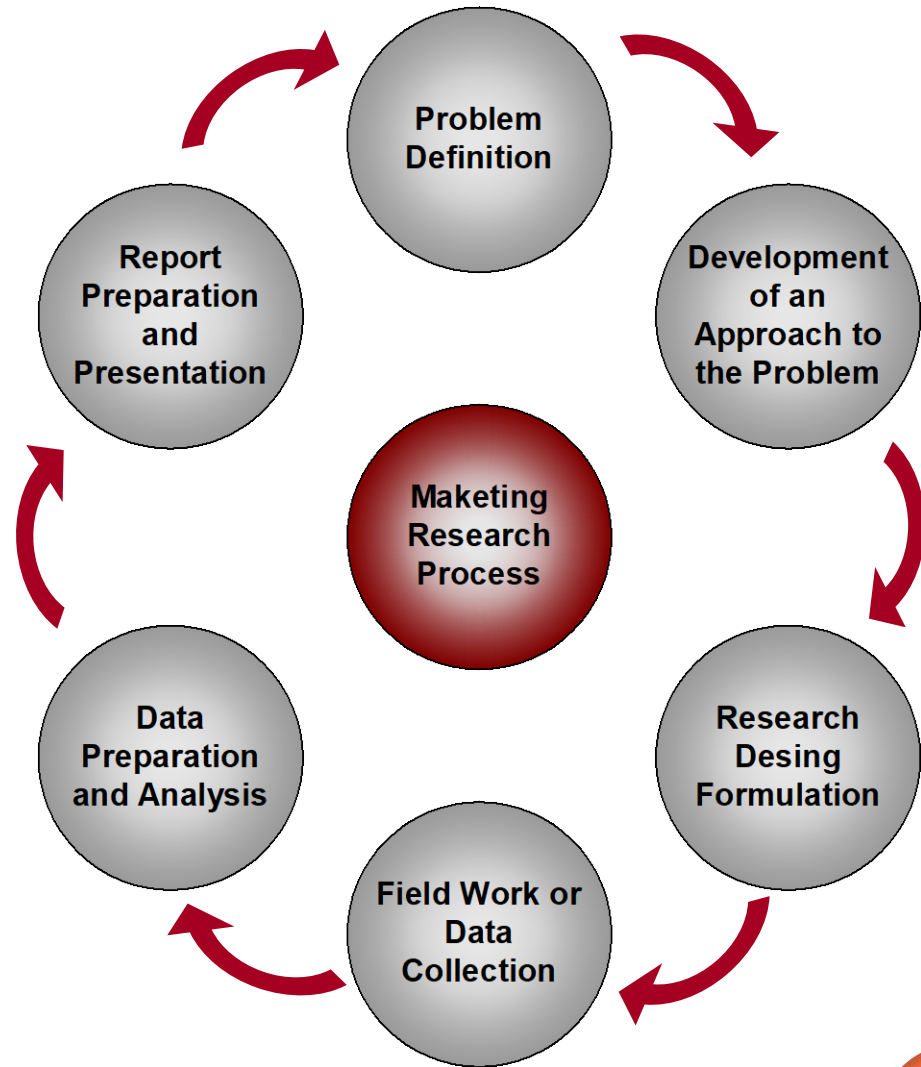 Problem
Definition
Development
of an
Approach to
the Problem
Research
Desing
Formulation
Field Work or
Data
Collection
Data
Preparation
and Analysis
Report
Preparation
and
Presentation
Maketing
Research
Process